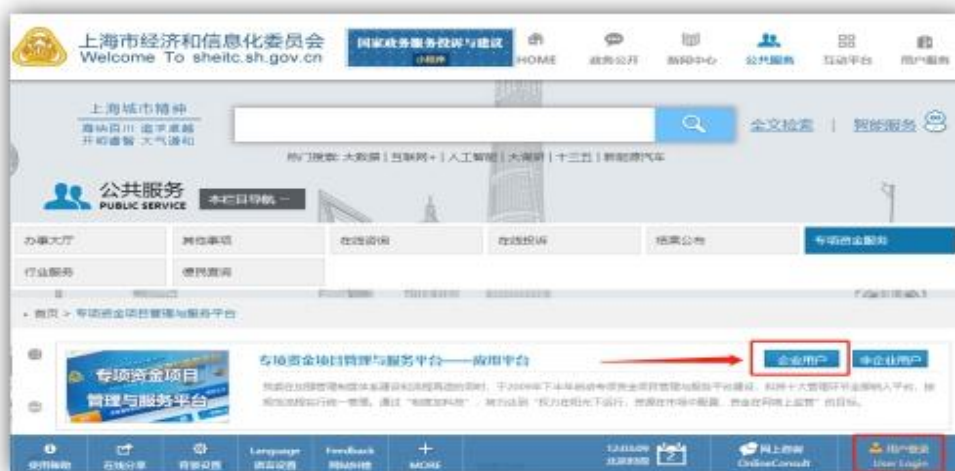 上海市经济和信息化委员会
Welcome To sheitc.sh.gov.cn
国家政务服务投诉与建议
小程序
HOME
政务公开
新闻中心
公共服务
互动平台
用户服务
上海城市精神
海纳百川 追求卓越
开明睿智 大气谦和
全文检索 | 智能服务
热门搜索: 大数据 | 互联网+ | 人工智能 | 大调研 | 十三五 | 新能源汽车
公共服务
PUBLIC SERVICE
本栏目导航
办事大厅
其他事项
在线咨询
在线投诉
结果公布
专项资金服务
行业服务
便民查询
首页 > 专项资金项目管理与服务平台
专项资金项目
管理与服务平台
专项资金项目管理与服务平台——应用平台
企业用户
非企业用户
使用帮助
在线分享
背景设置
Language
语言设置
Feedback
网站纠错
MORE
北京时间
网上咨询
OnlineConsult
用户登录
User Login